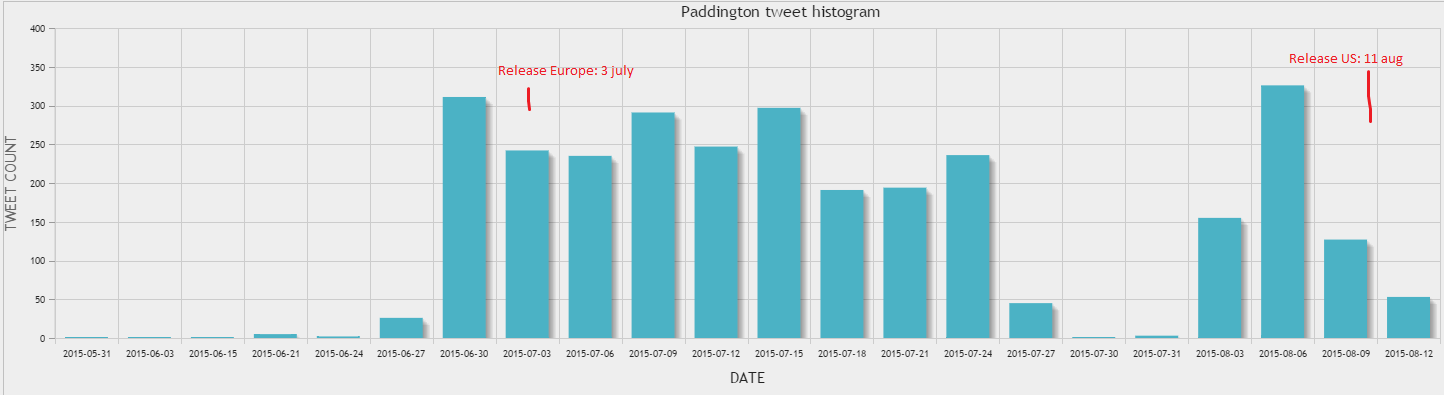 Paddington tweet histogram
Release Europe: 3 july
Release US: 11 aug
TWEET COUNT
400
350
300
250
200
150
100
50
0
2015-05-31 2015-06-03 2015-06-15 2015-06-21 2015-06-24 2015-06-27 2015-06-30 2015-07-03 2015-07-06 2015-07-09 2015-07-12 2015-07-15 2015-07-18 2015-07-21 2015-07-24 2015-07-27 2015-07-30 2015-07-31 2015-08-03 2015-08-06 2015-08-09 2015-08-12
DATE